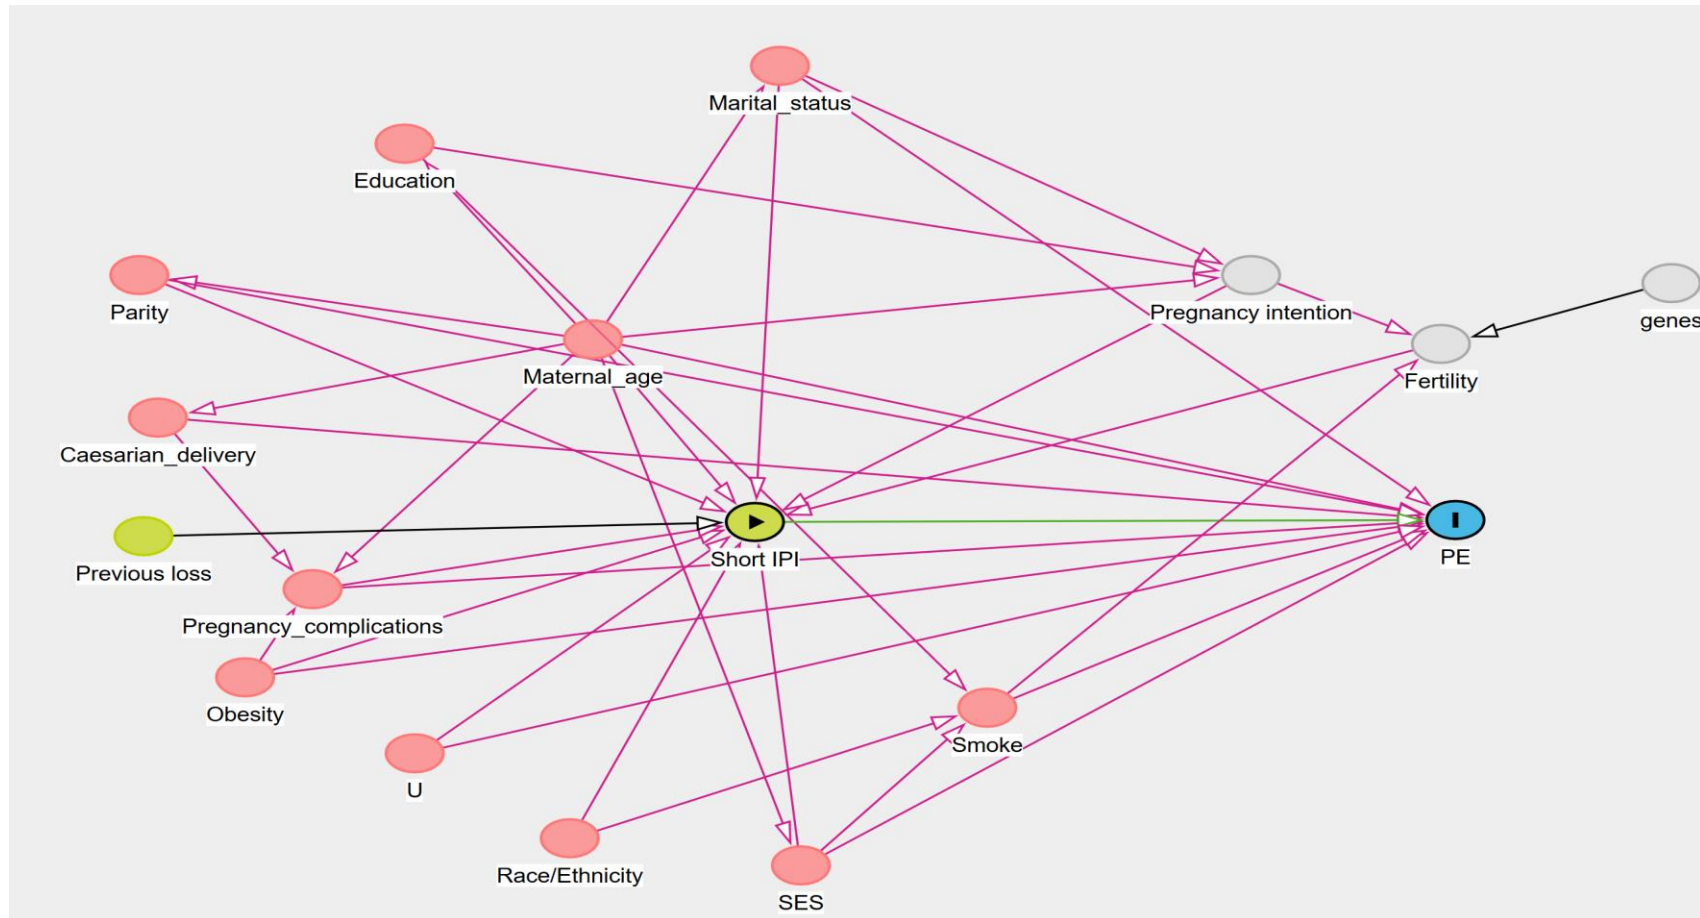 Marital_status
Education
Parity
Pregnancy intention
genes
Maternal_age
Fertility
Caesarian_delivery
Previous loss
Short IPI
PE
Pregnancy_complications
Obesity
Smoke
U
Race/Ethnicity
SES